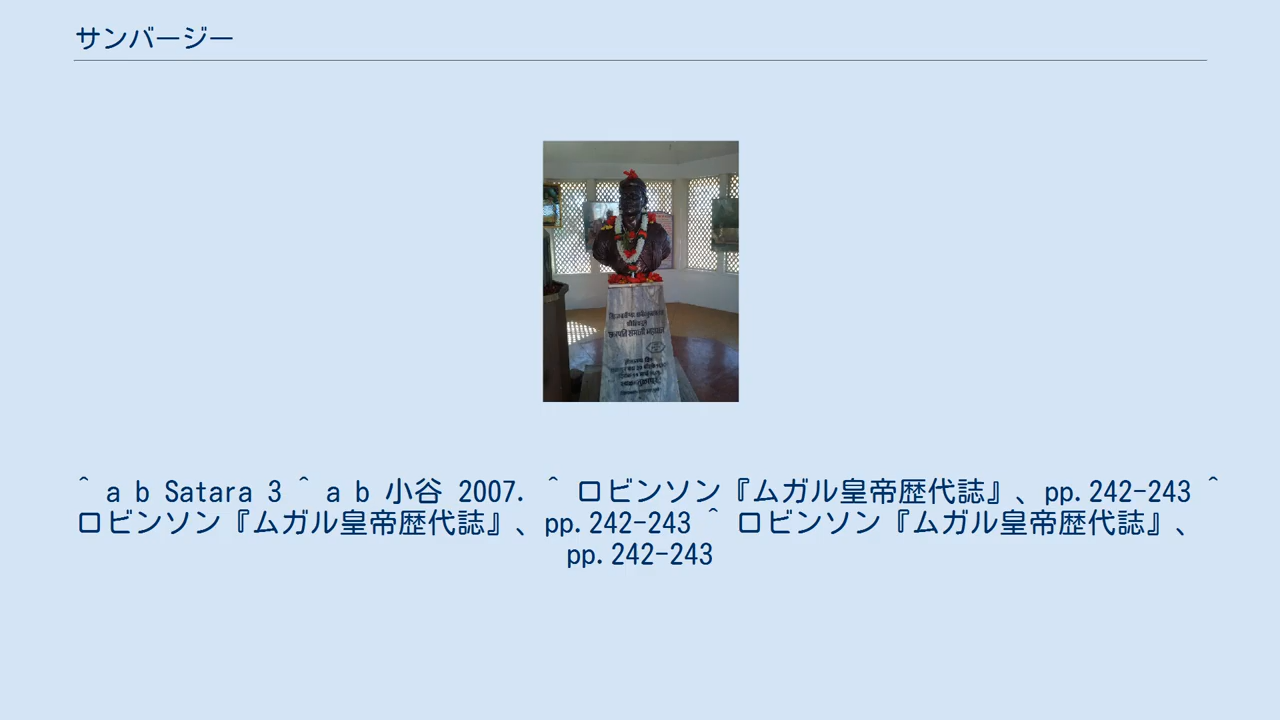 サンバージー
^ a b Satara 3 ^ a b 小谷 2007. ^ ロビンソン『ムガル皇帝歴代誌』、pp.242-243 ^
ロビンソン『ムガル皇帝歴代誌』、pp.242-243 ^ ロビンソン『ムガル皇帝歴代誌』、
pp.242-243